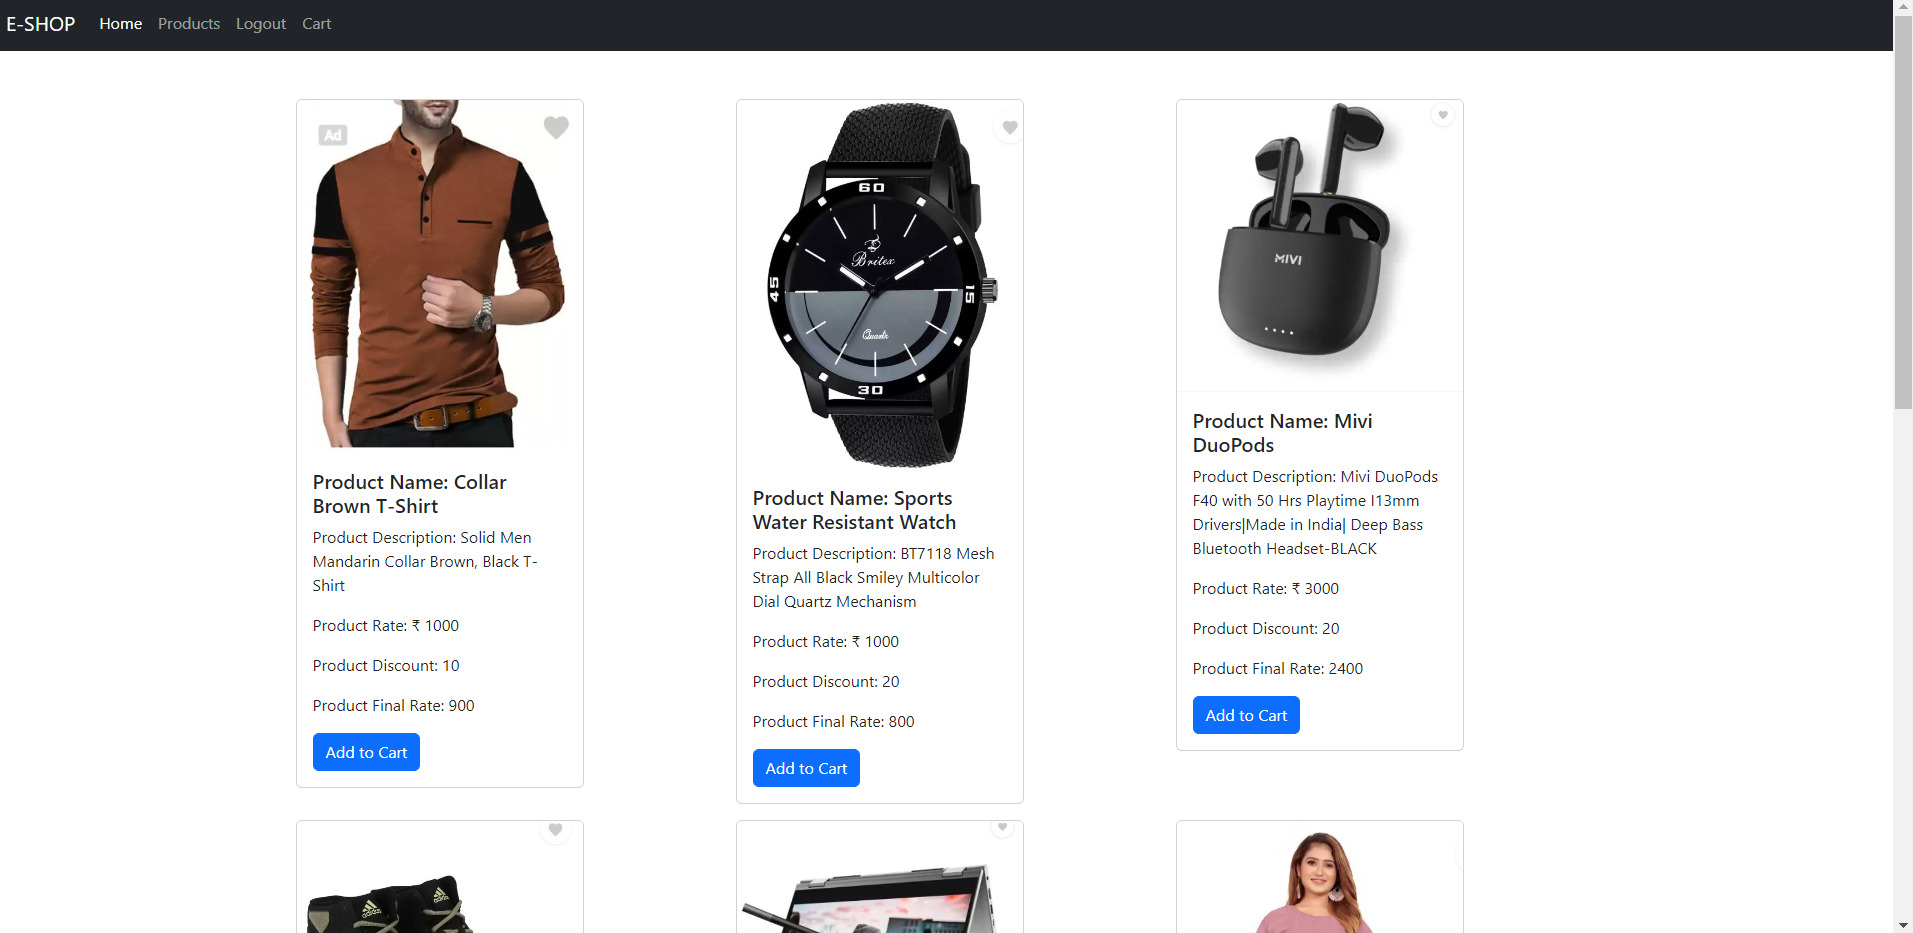 E-SHOP Home Products Logout Cart
Ad
Product Name: Collar
Brown T-Shirt
Product Description: Solid Men
Mandarin Collar Brown, Black T-
Shirt
Product Rate: ₹ 1000
Product Discount: 10
Product Final Rate: 900
Add to Cart
60
Britex
45
15
Quartz
30
Product Name: Sports
Water Resistant Watch
Product Description: BT7118 Mesh
Strap All Black Smiley Multicolor
Dial Quartz Mechanism
Product Rate: ₹ 1000
Product Discount: 20
Product Final Rate: 800
Add to Cart
MIVI
Product Name: Mivi
DuoPods
Product Description: Mivi DuoPods
F40 with 50 Hrs Playtime I13mm
Drivers|Made in India| Deep Bass
Bluetooth Headset-BLACK
Product Rate: ₹ 3000
Product Discount: 20
Product Final Rate: 2400
Add to Cart
adidas
adidas